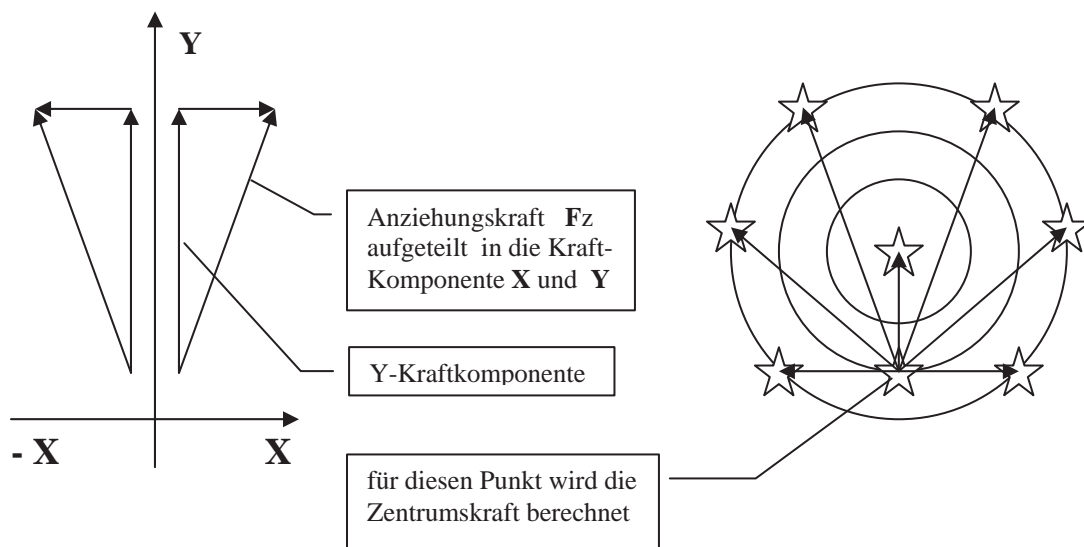 Y
Anziehungskraft Fz
aufgeteilt in die Kraft-
Komponente X und Y
Y-Kraftkomponente
- X
X
für diesen Punkt wird die
Zentrumskraft berechnet